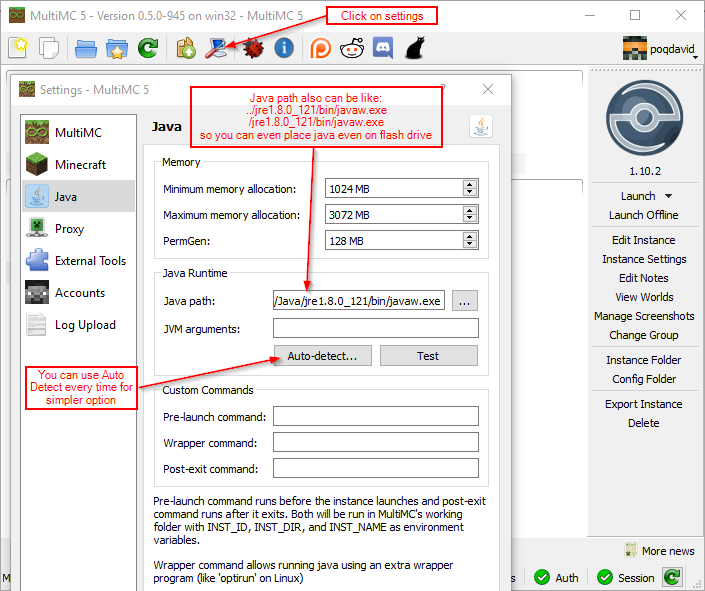 MultiMC 5 - Version 0.5.0-945 on win32 - MultiMC 5
Click on settings
poqdavid
Settings - MultiMC 5
Java path also can be like:
../jre1.8.0_121/bin/javaw.exe
/jre1.8.0_121/bin/javaw.exe
so you can even place java even on flash drive
MultiMC
Minecraft
Java
Proxy
External Tools
Accounts
Log Upload
You can use Auto
Detect every time for
simpler option
Java
Memory
Minimum memory allocation:
1024 MB
Maximum memory allocation:
3072 MB
PermGen:
128 MB
Java Runtime
Java path:
/Java/jre1.8.0_121/bin/javaw.exe
...
JVM arguments:
Auto-detect...
Test
Custom Commands
Pre-launch command:
Wrapper command:
Post-exit command:
Pre-launch command runs before the instance launches and post-exit
command runs after it exits. Both will be run in MultiMC's working
folder with INST_ID, INST_DIR, and INST_NAME as environment
variables.
Wrapper command allows running java using an extra wrapper
program (like 'optirun' on Linux)
1.10.2
Launch
Launch Offline
Edit Instance
Instance Settings
Edit Notes
View Worlds
Manage Screenshots
Change Group
Instance Folder
Config Folder
Export Instance
Delete
More news
Auth
Session